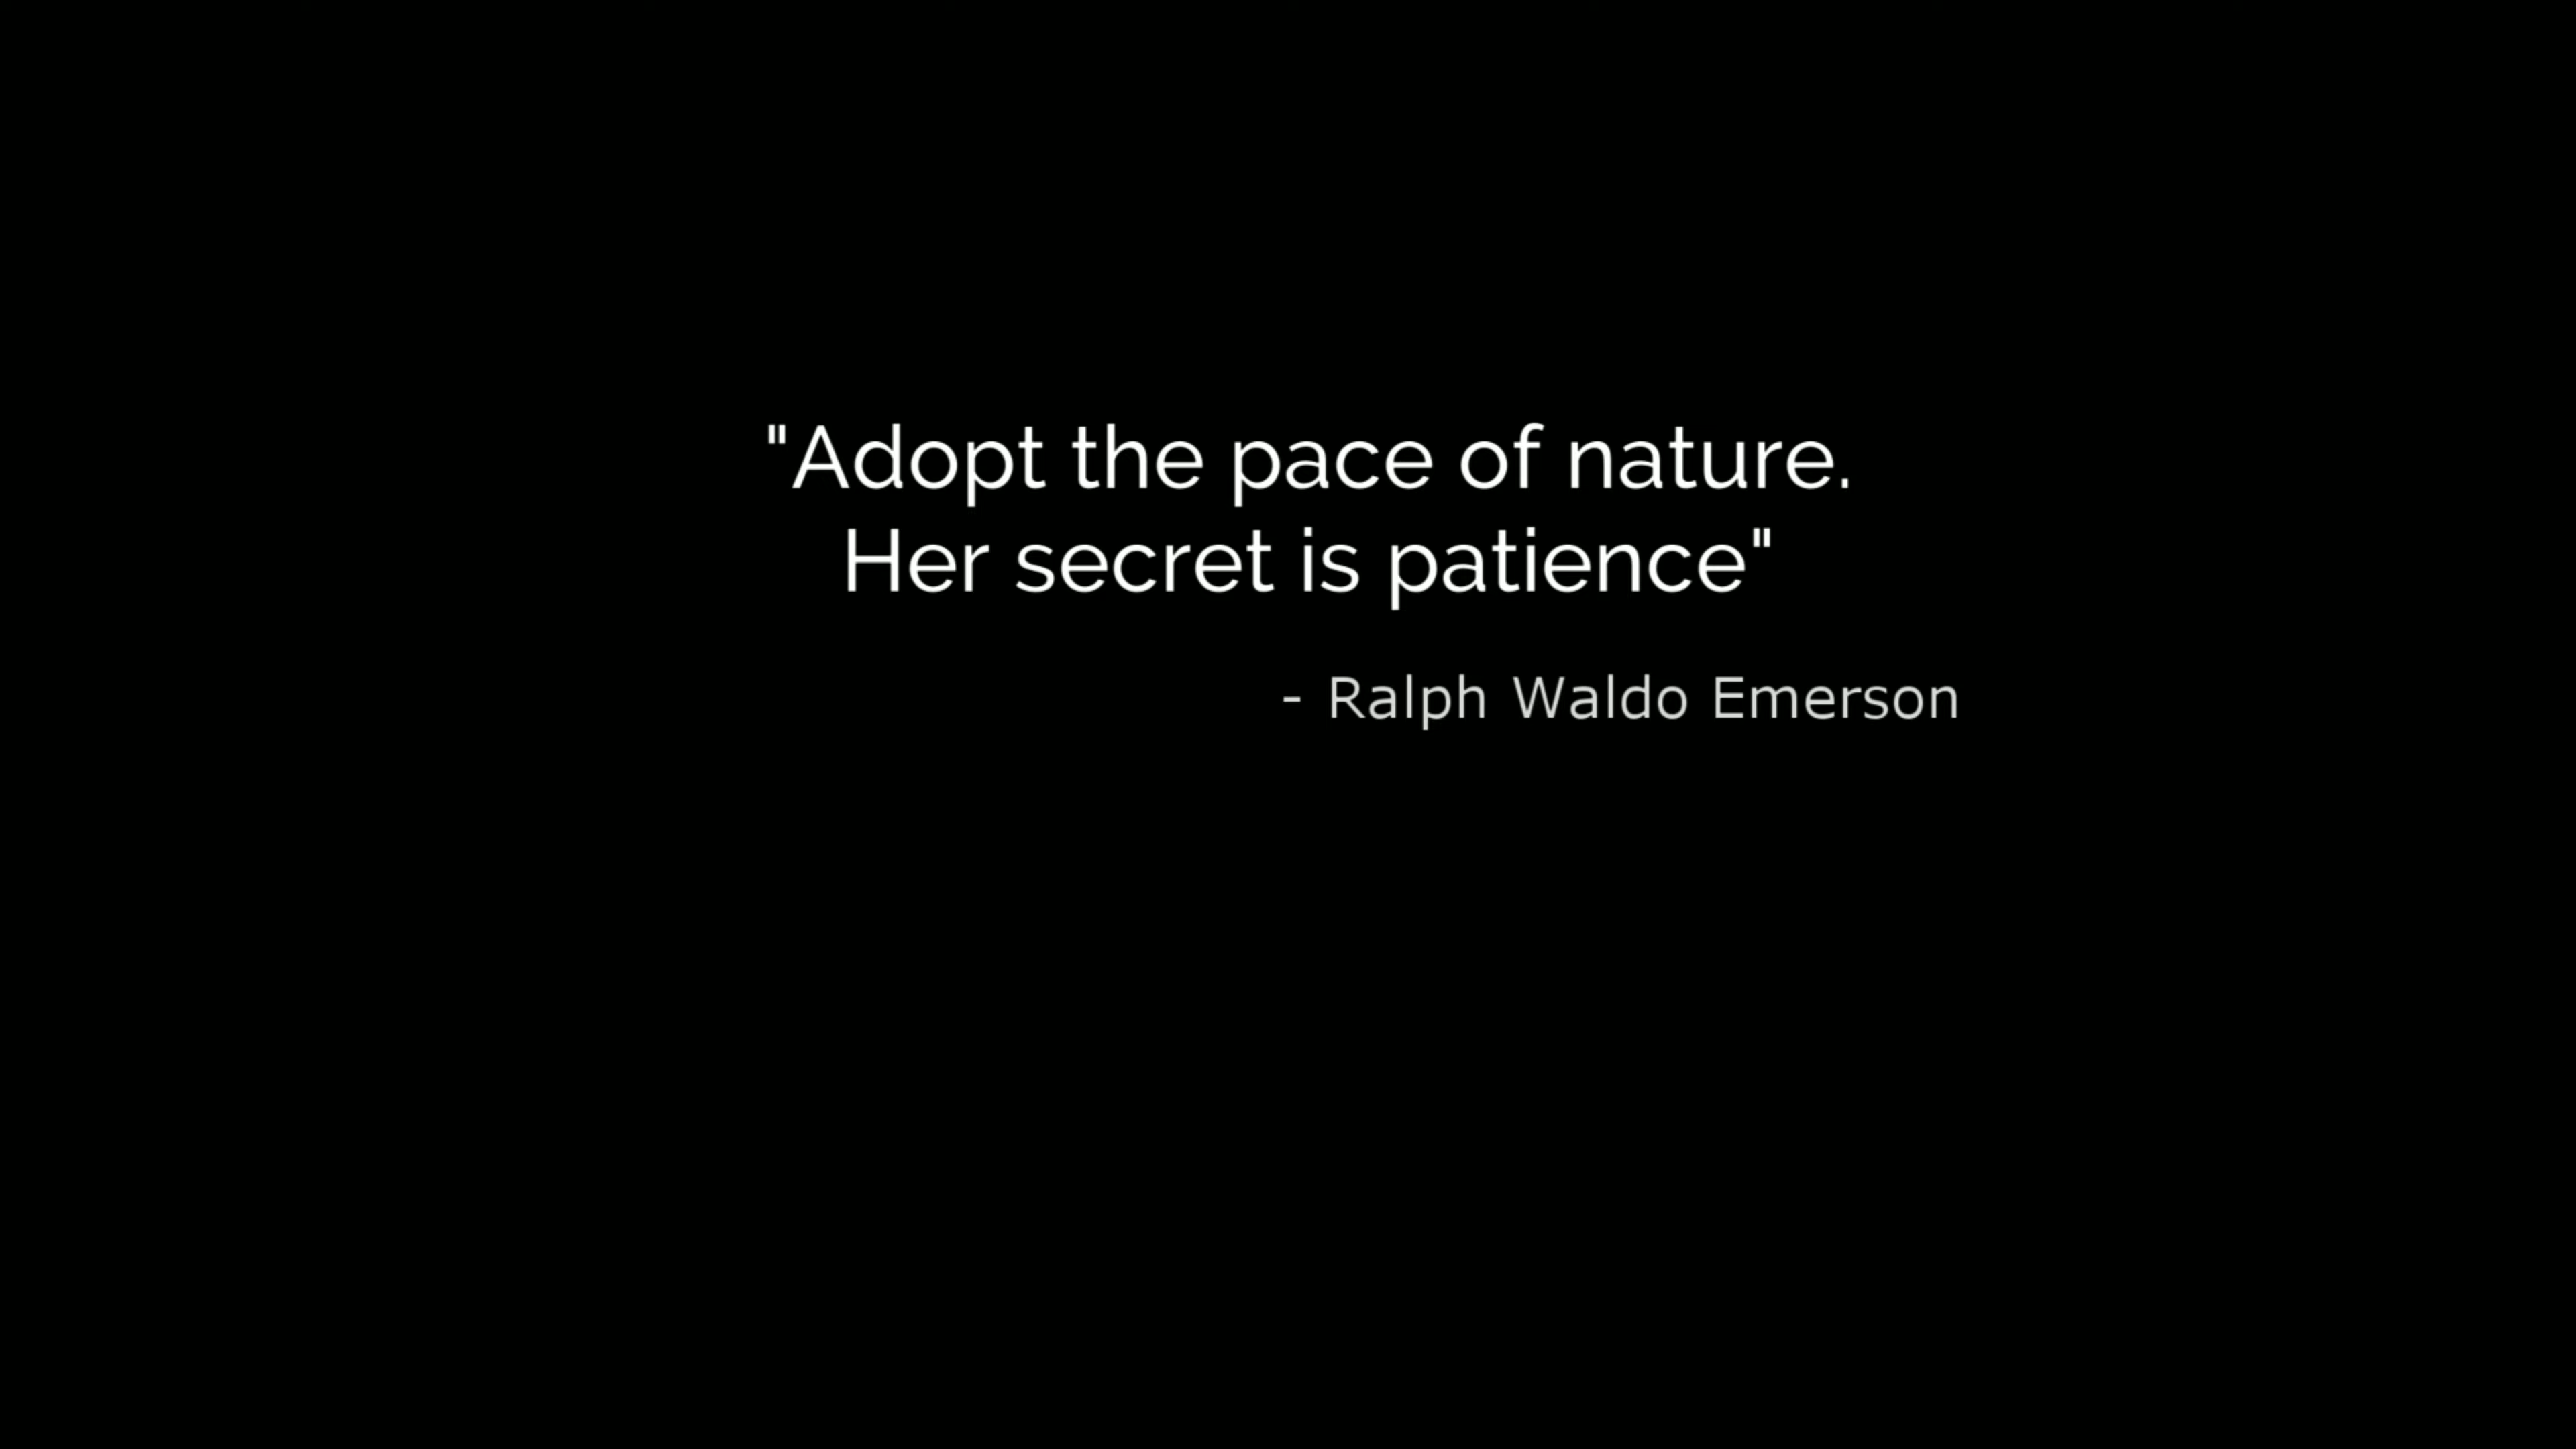 "Adopt the pace of nature.
Her secret is patience"
- Ralph Waldo Emerson